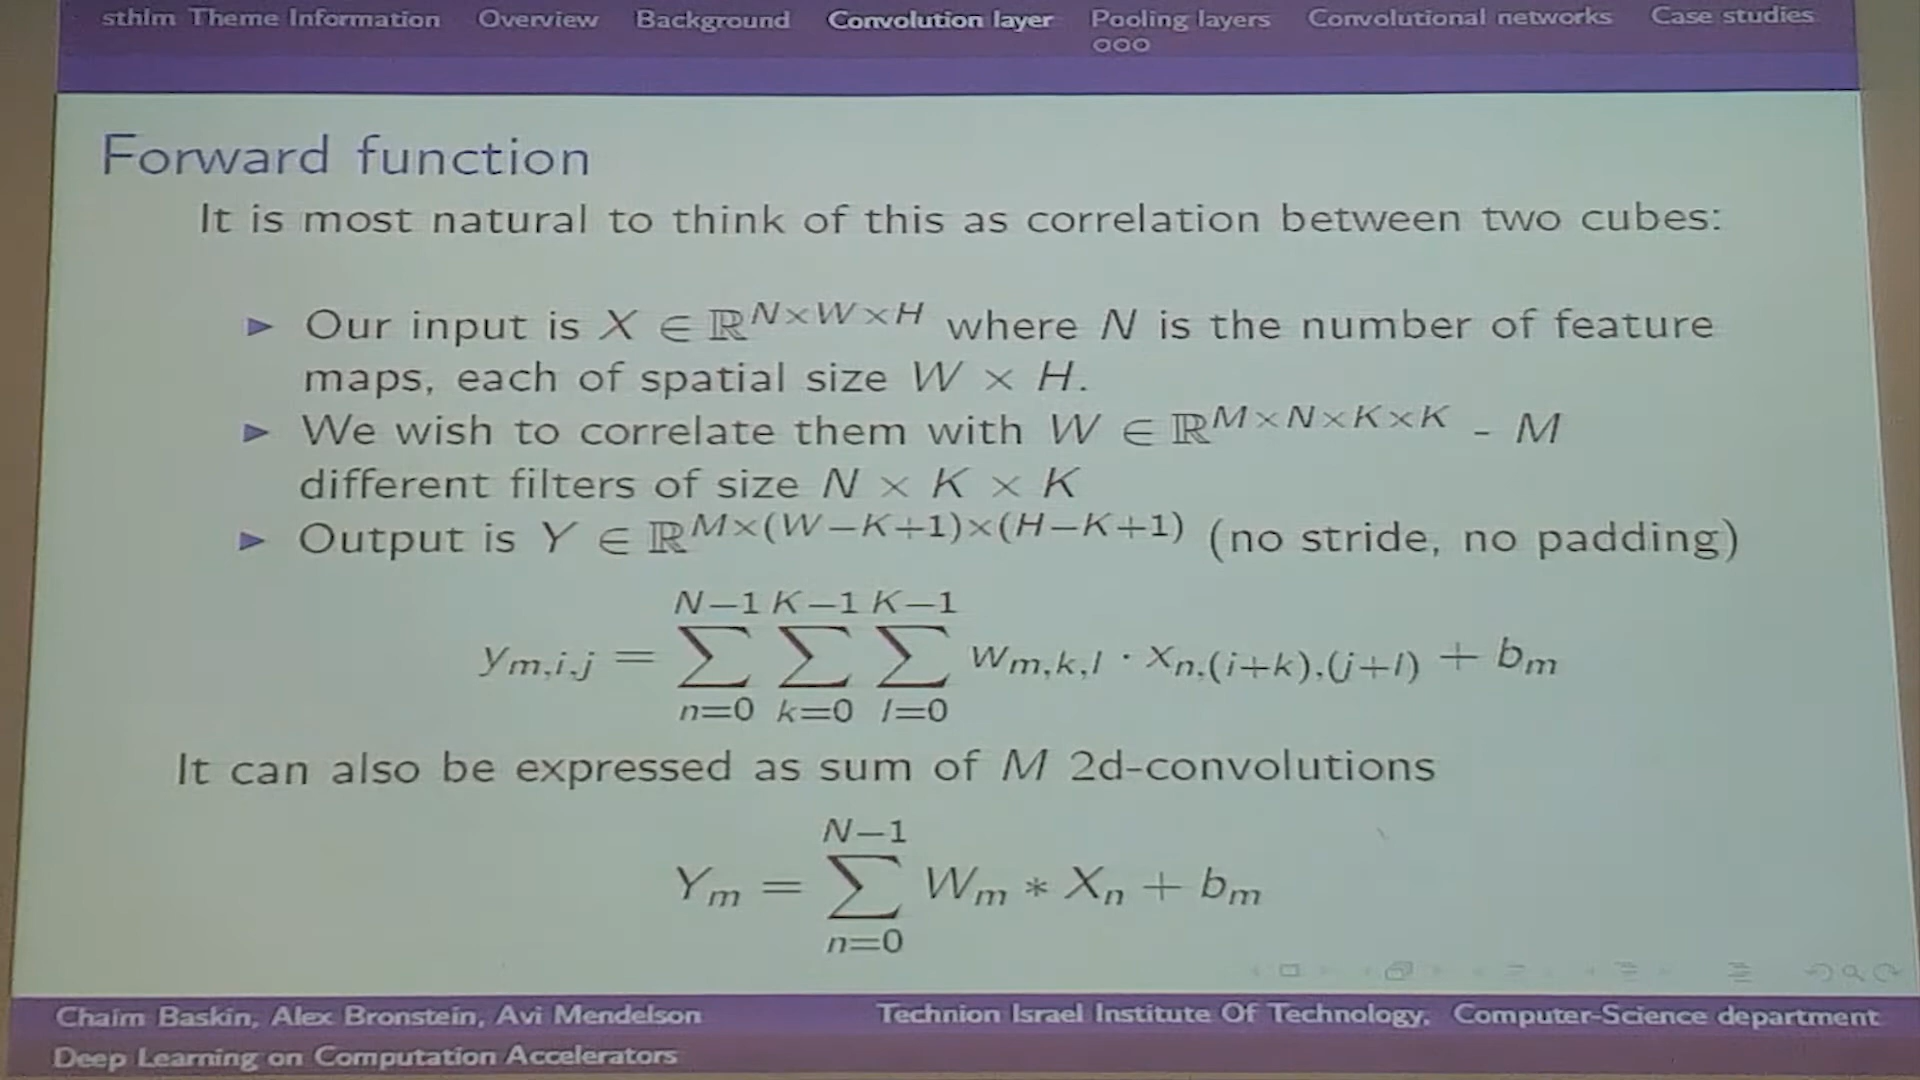 sthlm Theme Information Overview Background Convolution layer Pooling layers Convolutional networks Case studies
Forward function
It is most natural to think of this as correlation between two cubes:
► Our input is X ∈ ℝ^{N×W×H} where N is the number of feature
maps, each of spatial size W × H.
► We wish to correlate them with W ∈ ℝ^{M×N×K×K} - M
different filters of size N × K × K
► Output is Y ∈ ℝ^{M×(W−K+1)×(H−K+1)} (no stride, no padding)
y_{m,i,j} = \sum_{n=0}^{N−1} \sum_{k=0}^{K−1} \sum_{l=0}^{K−1} w_{m,k,l} · x_{n,(i+k),(j+l)} + b_m
It can also be expressed as sum of M 2d-convolutions
Y_m = \sum_{n=0}^{N−1} W_m * X_n + b_m
Chaim Baskin, Alex Bronstein, Avi Mendelson Technion Israel Institute Of Technology, Computer-Science department
Deep Learning on Computation Accelerators